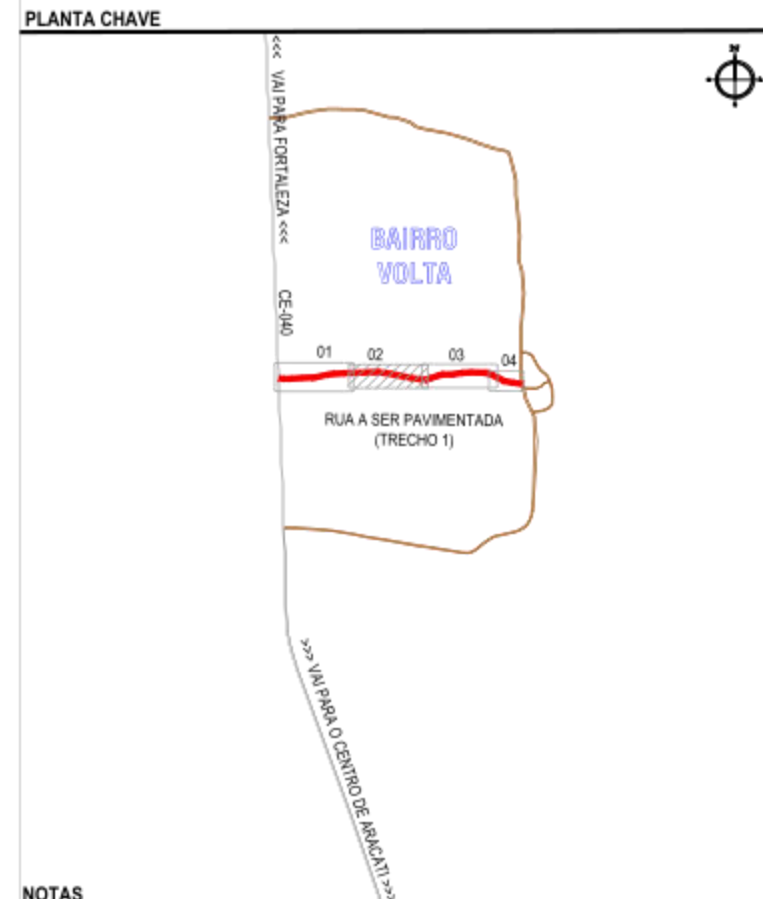 PLANTA CHAVE
N
<<< VAI PARA FORTALEZA <<<
BAIRRO
VOLTA
CE-040
01 02 03 04
RUA A SER PAVIMENTADA
(TRECHO 1)
>>> VAI PARA O CENTRO DE ARACATI >>>
NOTAS